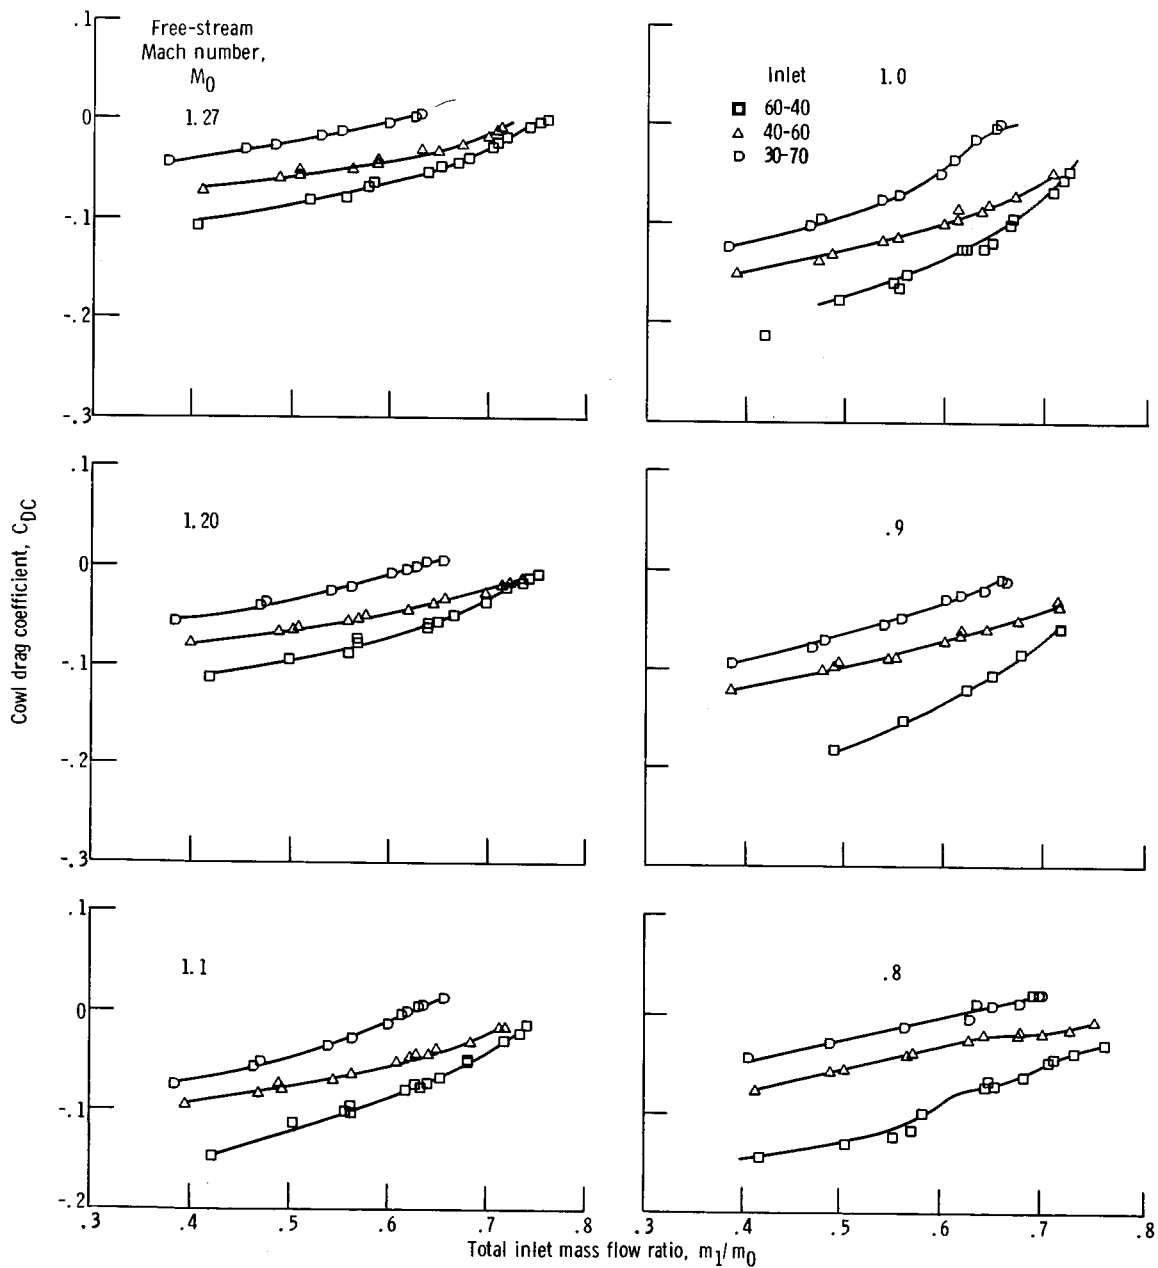 .1
0
-.1
-.2
-.3
Free-stream
Mach number,
M0
1.27
Inlet
60-40
40-60
30-70
1.0
.1
0
-.1
-.2
-.3
1.20
.9
Cowl drag coefficient, CDC
.1
0
-.1
-.2
1.1
.8
.3 .4 .5 .6 .7 .8
.3 .4 .5 .6 .7 .8
Total inlet mass flow ratio, m1/m0